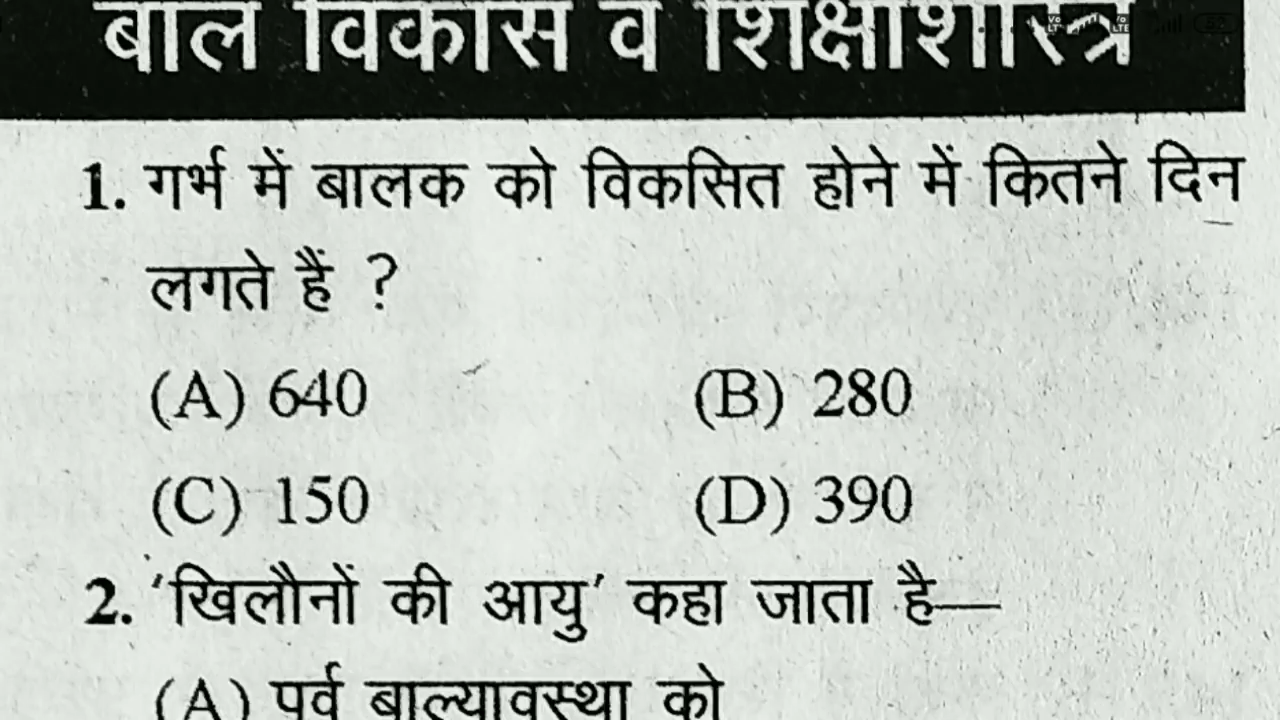 बाल विकास व शिक्षाशास्त्र
1. गर्भ में बालक को विकसित होने में कितने दिन
लगते हैं ?
(A) 640 (B) 280
(C) 150 (D) 390
2. 'खिलौनों की आयु' कहा जाता है—
(A) पूर्व बाल्यावस्था को